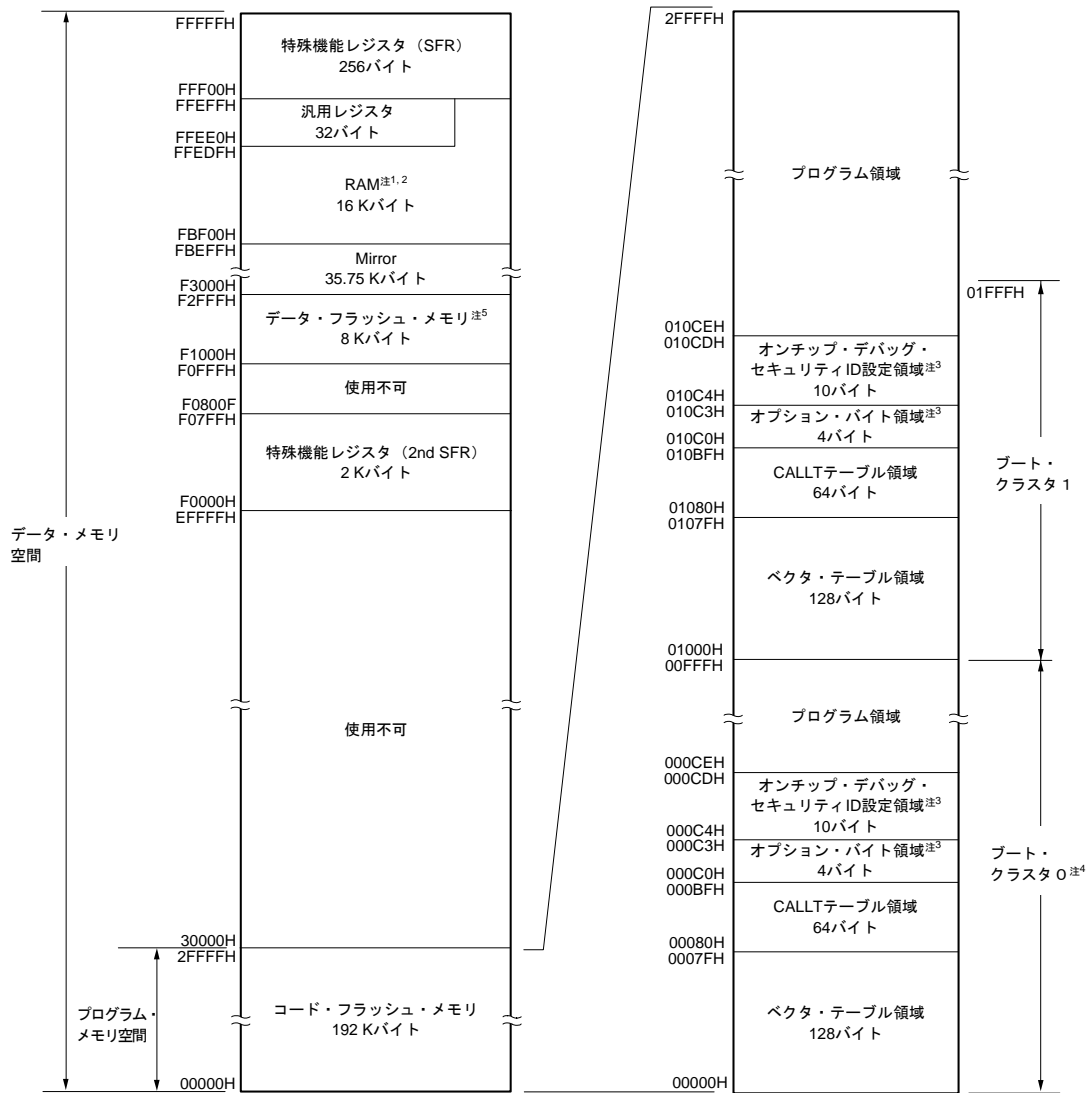 FFFFFH
特殊機能レジスタ（SFR）
256バイト
FFF00H
FFEFFH
汎用レジスタ
32バイト
FFEE0H
FFEDFH
RAM注1, 2
16 Kバイト
FBF00H
FBEFFH
Mirror
35.75 Kバイト
F3000H
F2FFFH
データ・フラッシュ・メモリ注5
8 Kバイト
F1000H
F0FFFH
使用不可
F0800F
F07FFH
特殊機能レジスタ（2nd SFR）
2 Kバイト
F0000H
EFFFFH
データ・メモリ
空間
使用不可
30000H
2FFFFH
プログラム・
メモリ空間
コード・フラッシュ・メモリ
192 Kバイト
00000H
2FFFFH
プログラム領域
01FFFH
010CEH
010CDH
オンチップ・デバッグ・
セキュリティID設定領域注3
10バイト
010C4H
010C3H
オプション・バイト領域注3
4バイト
010C0H
010BFH
CALLTテーブル領域
64バイト
ブート・
クラスタ1
01080H
0107FH
ベクタ・テーブル領域
128バイト
01000H
00FFFH
プログラム領域
000CEH
000CDH
オンチップ・デバッグ・
セキュリティID設定領域注3
10バイト
000C4H
000C3H
オプション・バイト領域注3
4バイト
000C0H
000BFH
ブート・
クラスタ0注4
CALLTテーブル領域
64バイト
00080H
0007FH
ベクタ・テーブル領域
128バイト
00000H